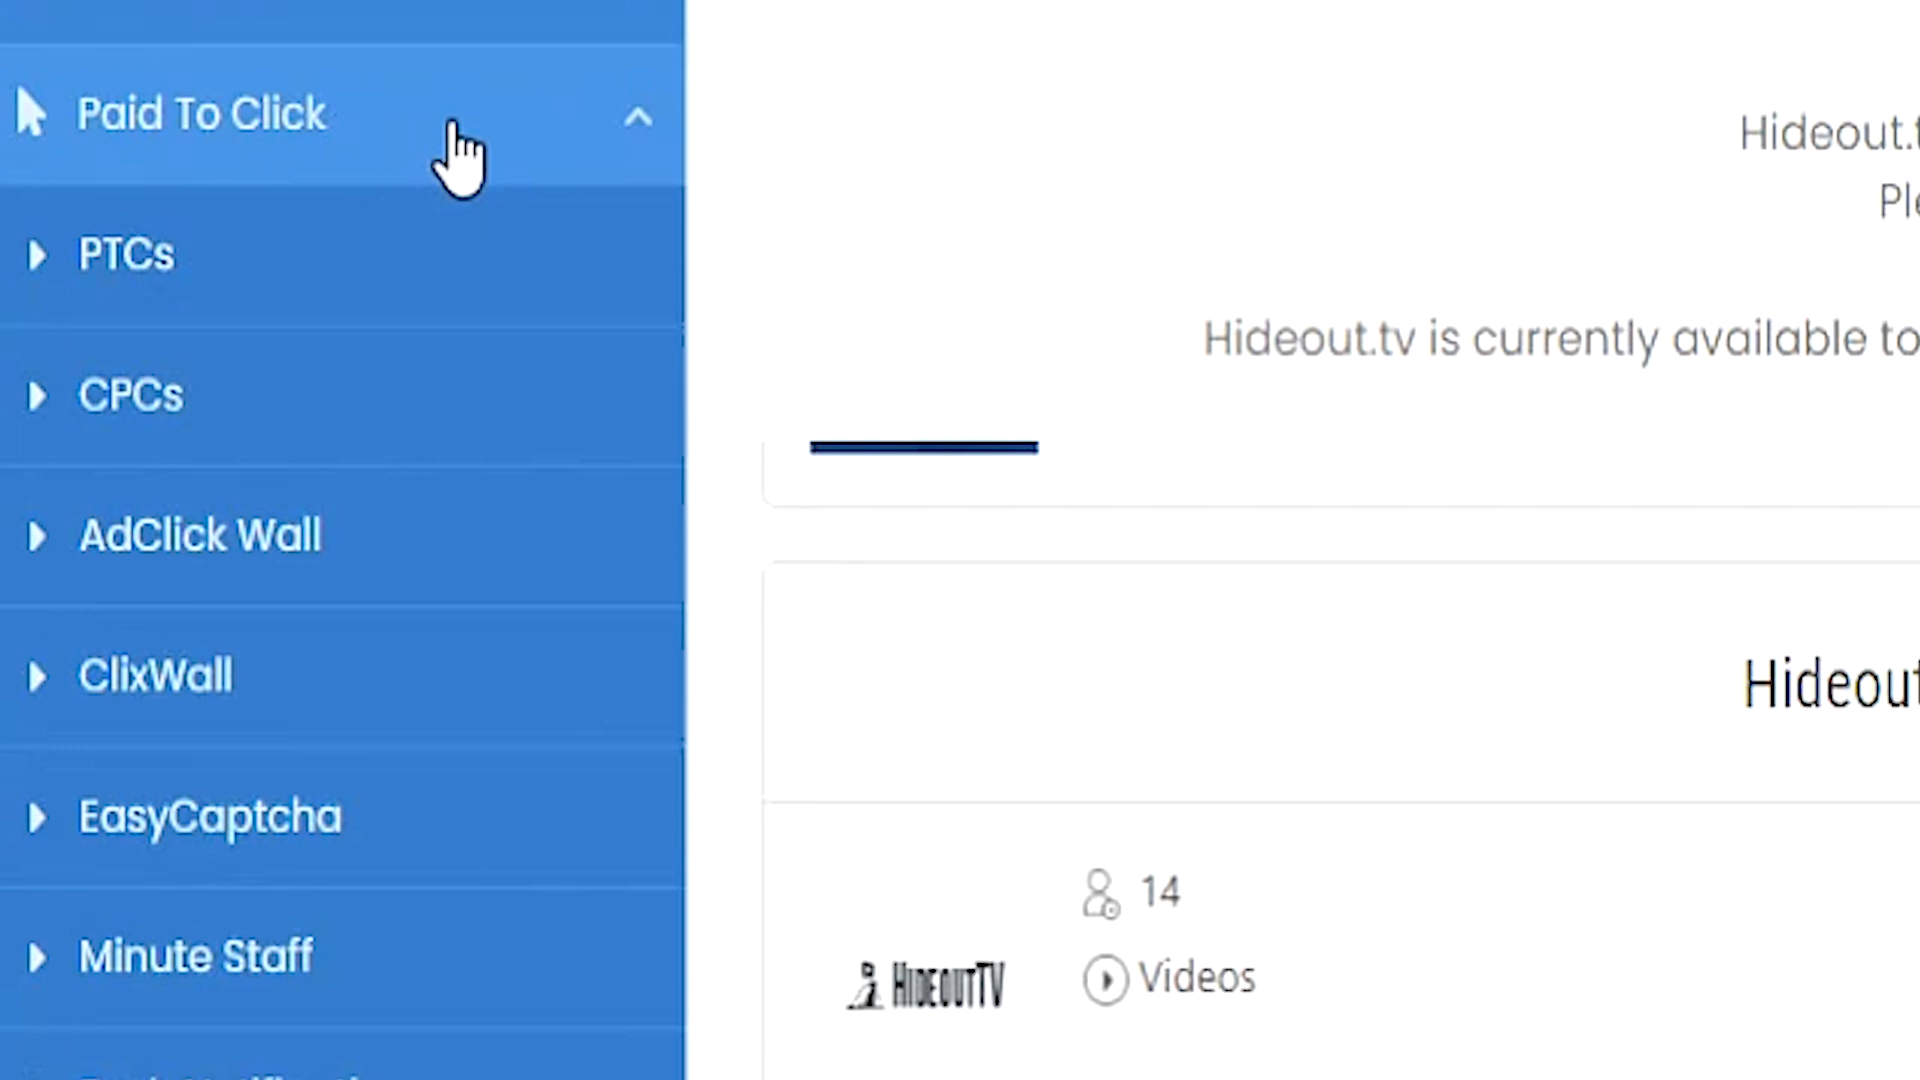 Paid To Click
PTCs
CPCs
AdClick Wall
ClixWall
EasyCaptcha
Minute Staff
Hideout.t
Ple
Hideout.tv is currently available to
Hideout
14
Videos
HIDEOUTTV